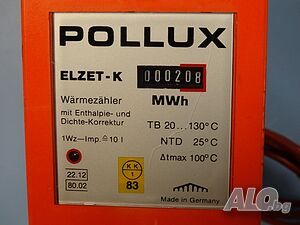 POLLUX
ELZET-K
000208
Wärmezähler
MWh
mit Enthalpie- und
Dichte-Korrektur
TB 20...130°C
1Wz-Imp.≙10 l
NTD 25°C
Δtmax 100°C
22.12
80.02
K K
1
83
Made in Germany
ALO.bg